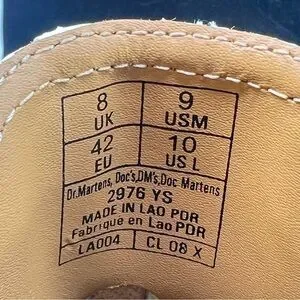 8 9
UK USM
42 10
EU US L
Dr.Martens, Doc's,DM's,Doc Martens
2976 YS
MADE IN LAO PDR
Fabrique en Lao PDR
LA004 CL 08 X